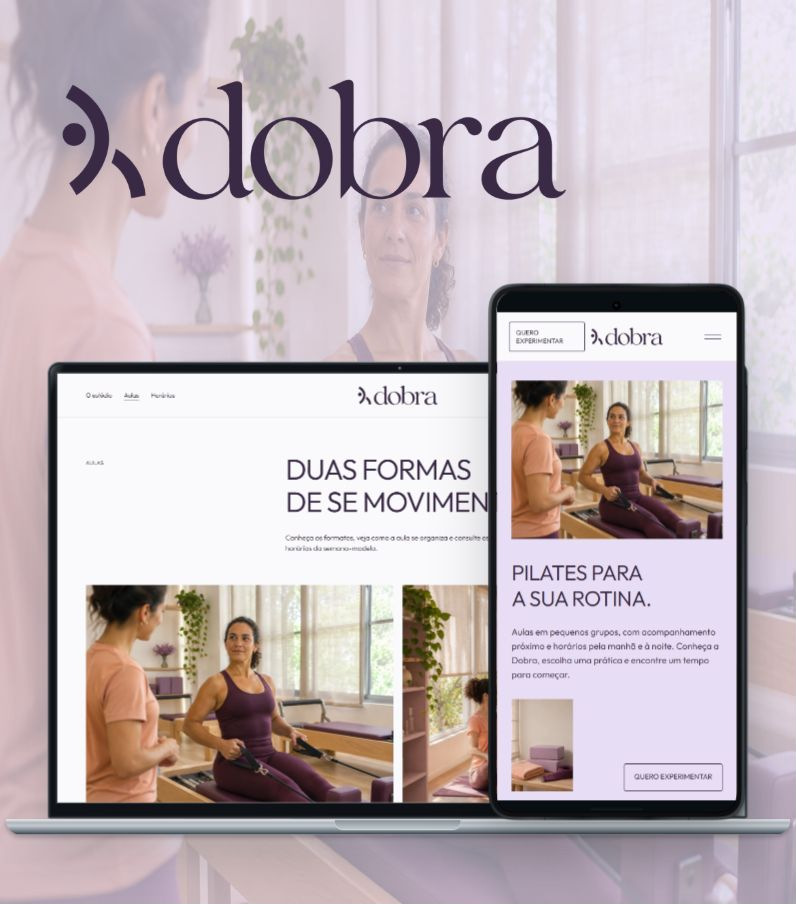 dobra
O estúdio Aulas Horários
dobra
AULAS
DUAS FORMAS
DE SE MOVIMEN
Conheça os formatos, veja como a aula se organiza e consulte os
horários da semana-modelo.
QUERO
EXPERIMENTAR
dobra
PILATES PARA
A SUA ROTINA.
Aulas em pequenos grupos, com acompanhamento
próximo e horários pela manhã e à noite. Conheça a
Dobra, escolha uma prática e encontre um tempo
para começar.
QUERO EXPERIMENTAR